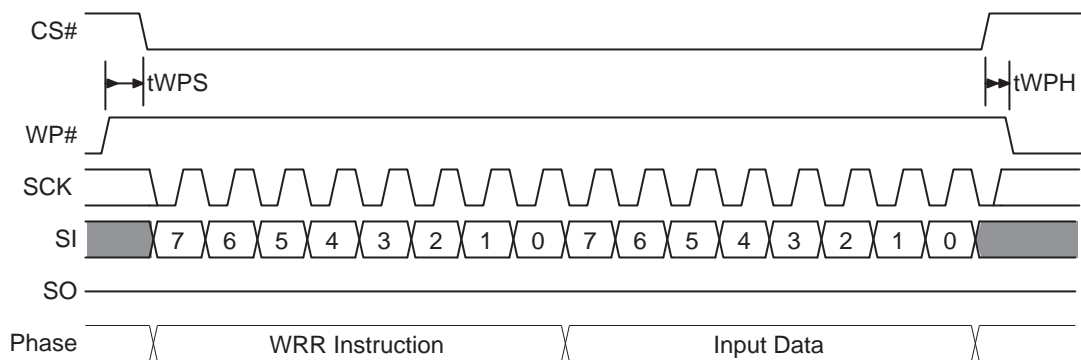 CS#
tWPS tWPH
WP#
SCK
SI 7 6 5 4 3 2 1 0 7 6 5 4 3 2 1 0
SO
Phase WRR Instruction Input Data